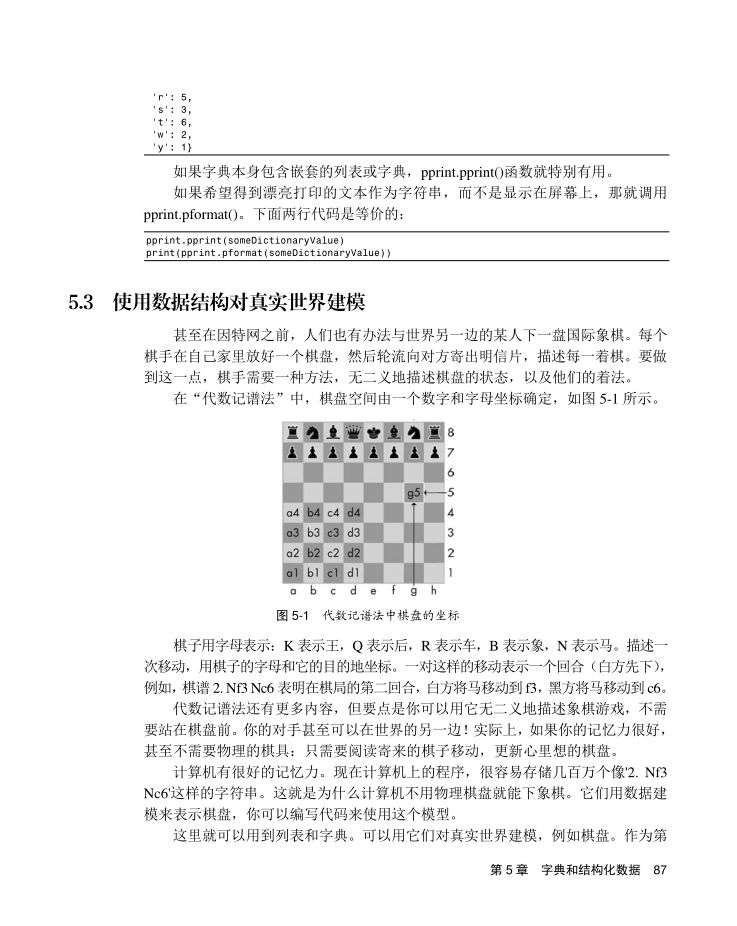 'r': 5,
's': 3,
't': 6,
'w': 2,
'y': 1}
如果字典本身包含嵌套的列表或字典，pprint.pprint()函数就特别有用。
如果希望得到漂亮打印的文本作为字符串，而不是显示在屏幕上，那就调用
pprint.pformat()。下面两行代码是等价的：
pprint.pprint(someDictionaryValue)
print(pprint.pformat(someDictionaryValue))
5.3 使用数据结构对真实世界建模
甚至在因特网之前，人们也有办法与世界另一边的某人下一盘国际象棋。每个
棋手在自己家里放好一个棋盘，然后轮流向对方寄出明信片，描述每一着棋。要做
到这一点，棋手需要一种方法，无二义地描述棋盘的状态，以及他们的着法。
在“代数记谱法”中，棋盘空间由一个数字和字母坐标确定，如图 5-1 所示。
8
7
6
g5 5
a4 b4 c4 d4 4
a3 b3 c3 d3 3
a2 b2 c2 d2 2
a1 b1 c1 d1 1
a b c d e f g h
图 5-1 代数记谱法中棋盘的坐标
棋子用字母表示：K 表示王，Q 表示后，R 表示车，B 表示象，N 表示马。描述一
次移动，用棋子的字母和它的目的地坐标。一对这样的移动表示一个回合（白方先下），
例如，棋谱 2. Nf3 Nc6 表明在棋局的第二回合，白方将马移动到 f3，黑方将马移动到 c6。
代数记谱法还有更多内容，但要点是你可以用它无二义地描述象棋游戏，不需
要站在棋盘前。你的对手甚至可以在世界的另一边！实际上，如果你的记忆力很好，
甚至不需要物理的棋具：只需要阅读寄来的棋子移动，更新心里想的棋盘。
计算机有很好的记忆力。现在计算机上的程序，很容易存储几百万个像'2. Nf3
Nc6'这样的字符串。这就是为什么计算机不用物理棋盘就能下象棋。它们用数据建
模来表示棋盘，你可以编写代码来使用这个模型。
这里就可以用到列表和字典。可以用它们对真实世界建模，例如棋盘。作为第
第 5 章 字典和结构化数据 87